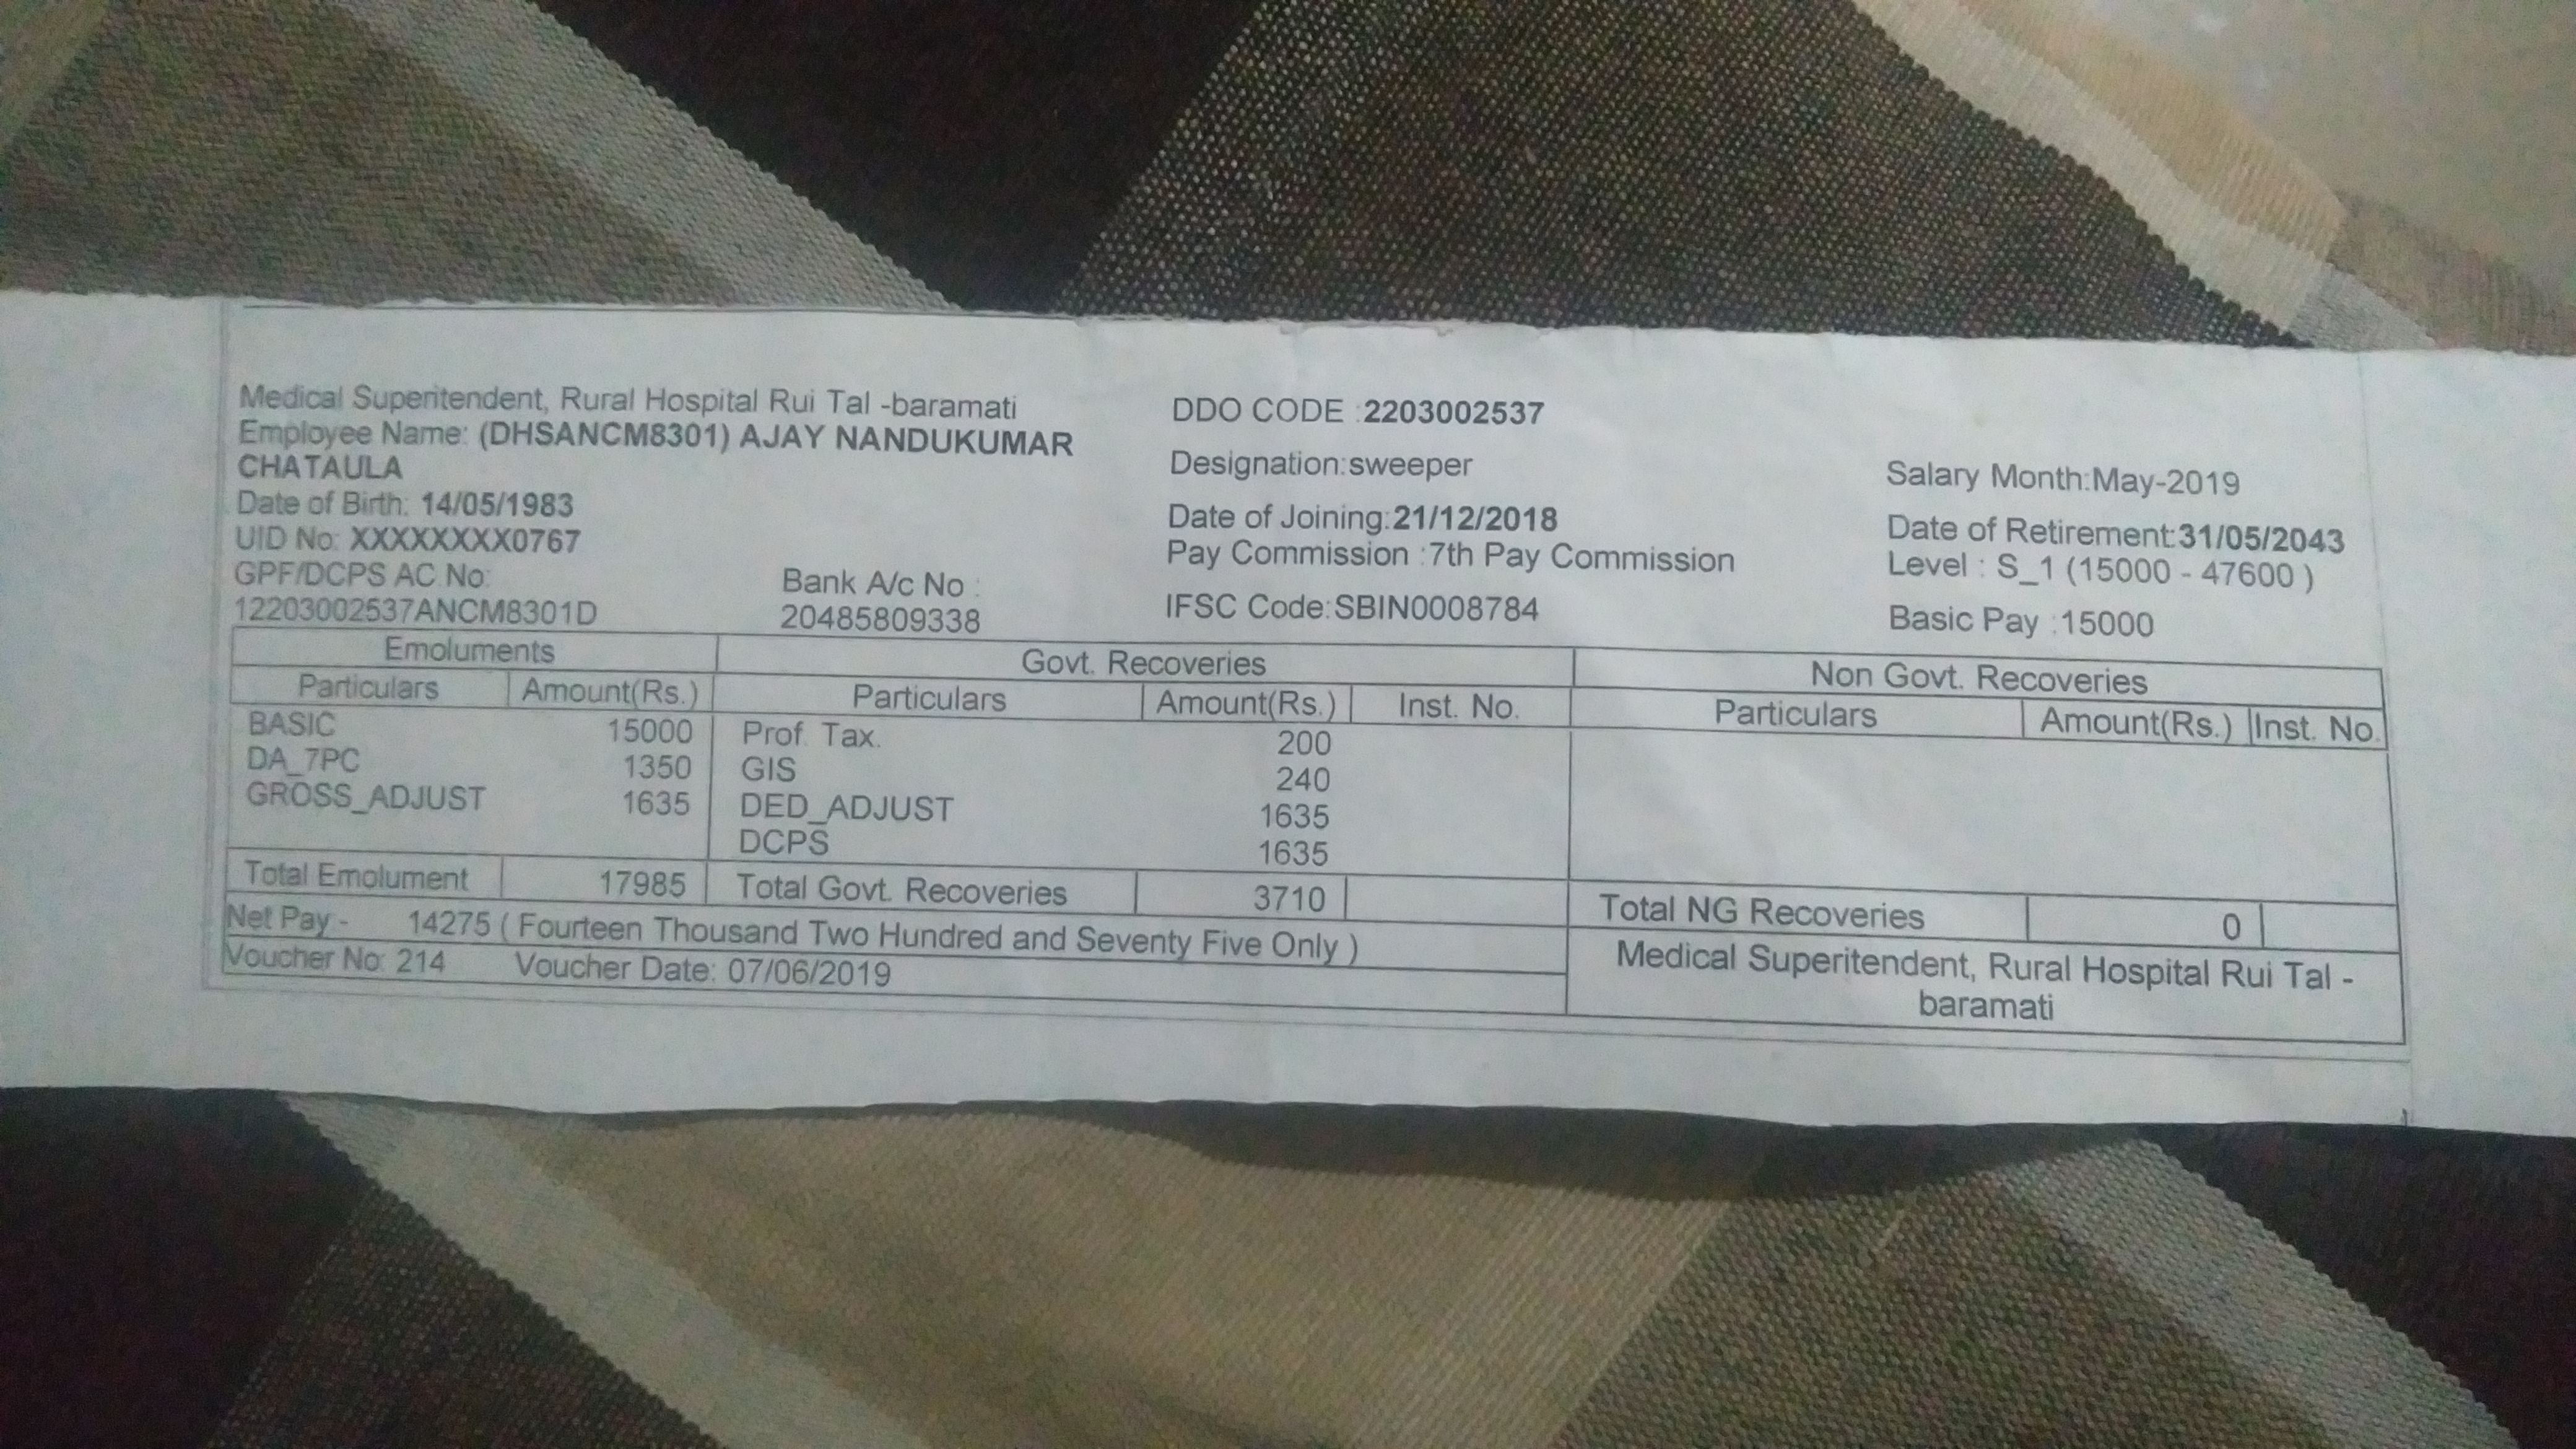 Medical Superitendent, Rural Hospital Rui Tal -baramati
DDO CODE :2203002537
Employee Name: (DHSANCM8301) AJAY NANDUKUMAR
CHATAULA
Designation:sweeper
Salary Month:May-2019
Date of Birth: 14/05/1983
Date of Joining:21/12/2018
Date of Retirement:31/05/2043
UID No: XXXXXXXX0767
Pay Commission :7th Pay Commission
Level : S_1 (15000 - 47600 )
GPF/DCPS AC No:
12203002537ANCM8301D
Bank A/c No :
20485809338
IFSC Code:SBIN0008784
Basic Pay :15000
Emoluments Govt. Recoveries Non Govt. Recoveries
Particulars Amount(Rs.) Particulars Amount(Rs.) Inst. No. Particulars Amount(Rs.) Inst. No.
BASIC 15000 Prof. Tax. 200
DA_7PC 1350 GIS 240
GROSS_ADJUST 1635 DED_ADJUST 1635
DCPS 1635
Total Emolument 17985 Total Govt. Recoveries 3710 Total NG Recoveries 0
Net Pay - 14275 ( Fourteen Thousand Two Hundred and Seventy Five Only )
Voucher No: 214 Voucher Date: 07/06/2019
Medical Superitendent, Rural Hospital Rui Tal -
baramati